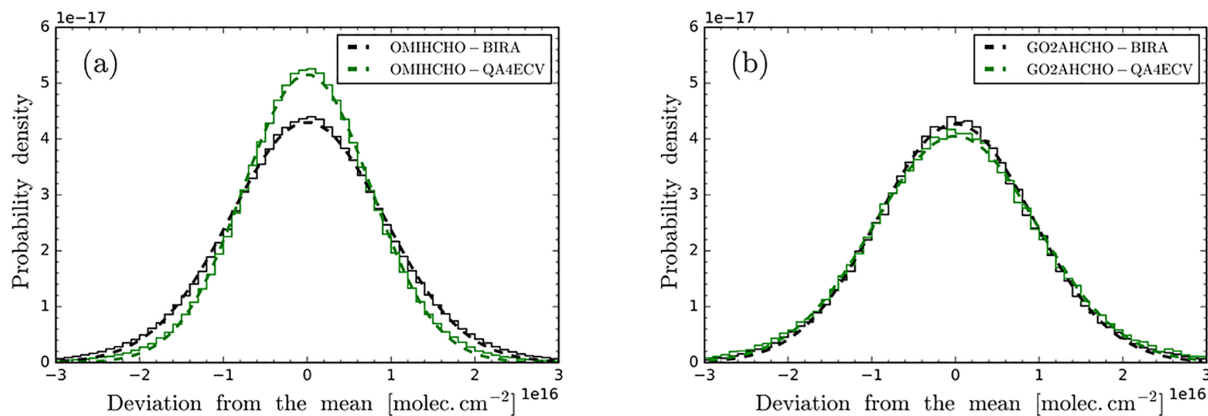 1e−17
6
5
4
3
2
1
0
Probability density
(a)
OMIHCHO − BIRA
OMIHCHO − QA4ECV
−3 −2 −1 0 1 2 3
1e16
Deviation from the mean [molec.cm⁻²]
1e−17
6
5
4
3
2
1
0
Probability density
(b)
GO2AHCHO − BIRA
GO2AHCHO − QA4ECV
−3 −2 −1 0 1 2 3
1e16
Deviation from the mean [molec.cm⁻²]